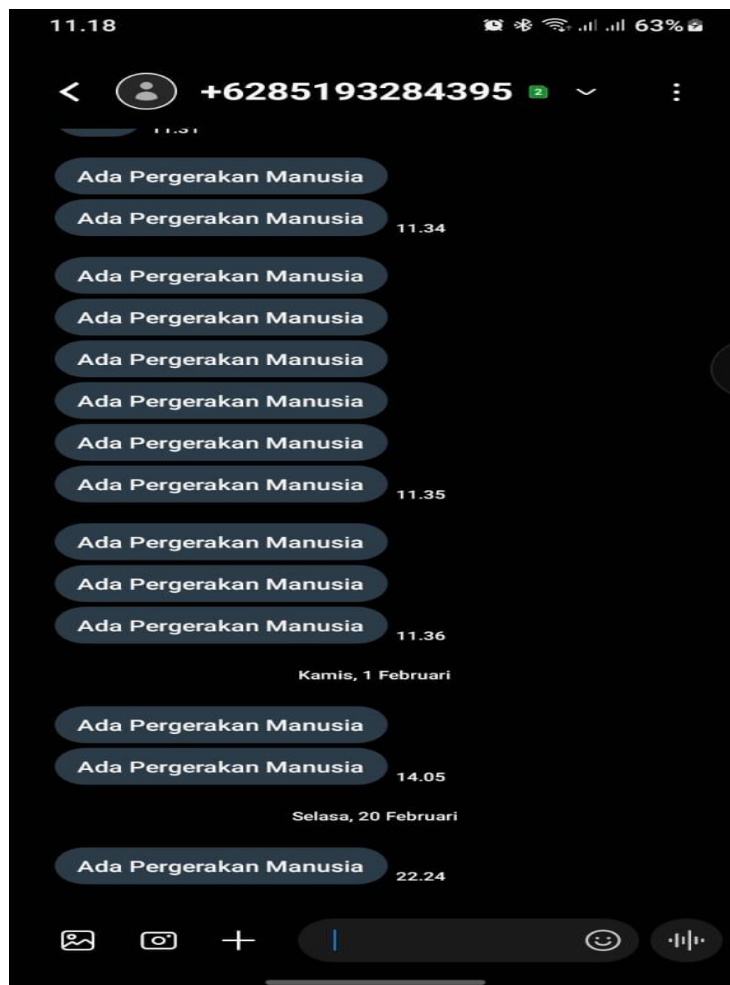 11.18
63%
+6285193284395 2
11.31
Ada Pergerakan Manusia
Ada Pergerakan Manusia
11.34
Ada Pergerakan Manusia
Ada Pergerakan Manusia
Ada Pergerakan Manusia
Ada Pergerakan Manusia
Ada Pergerakan Manusia
Ada Pergerakan Manusia
11.35
Ada Pergerakan Manusia
Ada Pergerakan Manusia
Ada Pergerakan Manusia
11.36
Kamis, 1 Februari
Ada Pergerakan Manusia
Ada Pergerakan Manusia
14.05
Selasa, 20 Februari
Ada Pergerakan Manusia
22.24